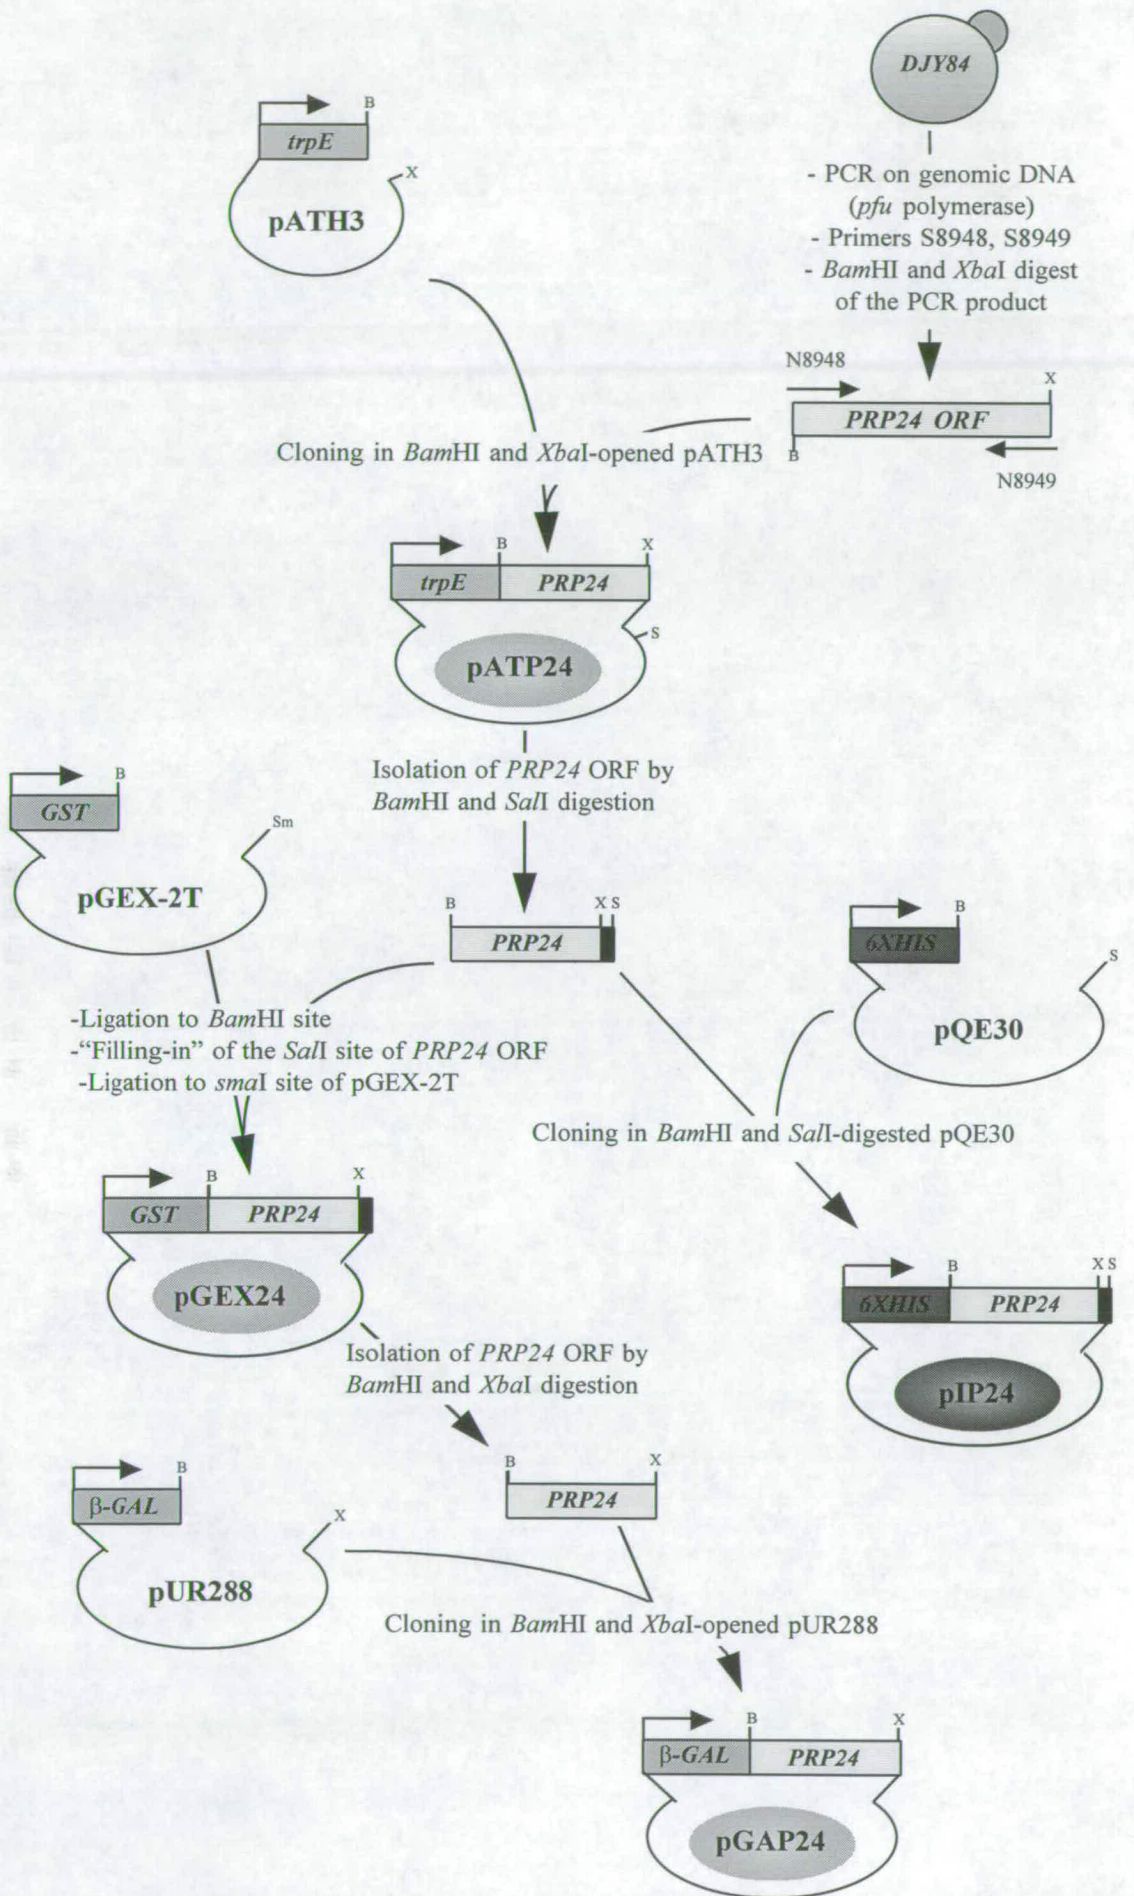 DJY84
B
trpE
X
pATH3
- PCR on genomic DNA
(pfu polymerase)
- Primers S8948, S8949
- BamHI and XbaI digest
of the PCR product
N8948
X
PRP24 ORF
B
N8949
Cloning in BamHI and XbaI-opened pATH3
B
X
trpE
PRP24
S
pATP24
Isolation of PRP24 ORF by
BamHI and SalI digestion
B
GST
Sm
pGEX-2T
B
X S
PRP24
B
6XHIS
S
pQE30
-Ligation to BamHI site
-“Filling-in” of the SalI site of PRP24 ORF
-Ligation to smaI site of pGEX-2T
Cloning in BamHI and SalI-digested pQE30
B
X
GST
PRP24
pGEX24
B
X S
6XHIS
PRP24
pIP24
Isolation of PRP24 ORF by
BamHI and XbaI digestion
B
β-GAL
X
pUR288
B
X
PRP24
Cloning in BamHI and XbaI-opened pUR288
B
X
β-GAL
PRP24
pGAP24